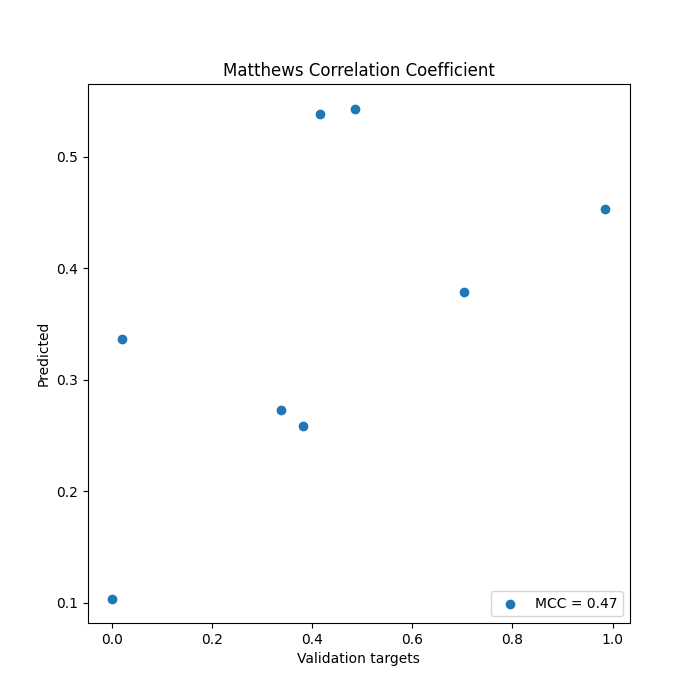 Matthews Correlation Coefficient
0.5
0.4
0.3
0.2
0.1
Predicted
MCC = 0.47
0.0 0.2 0.4 0.6 0.8 1.0
Validation targets